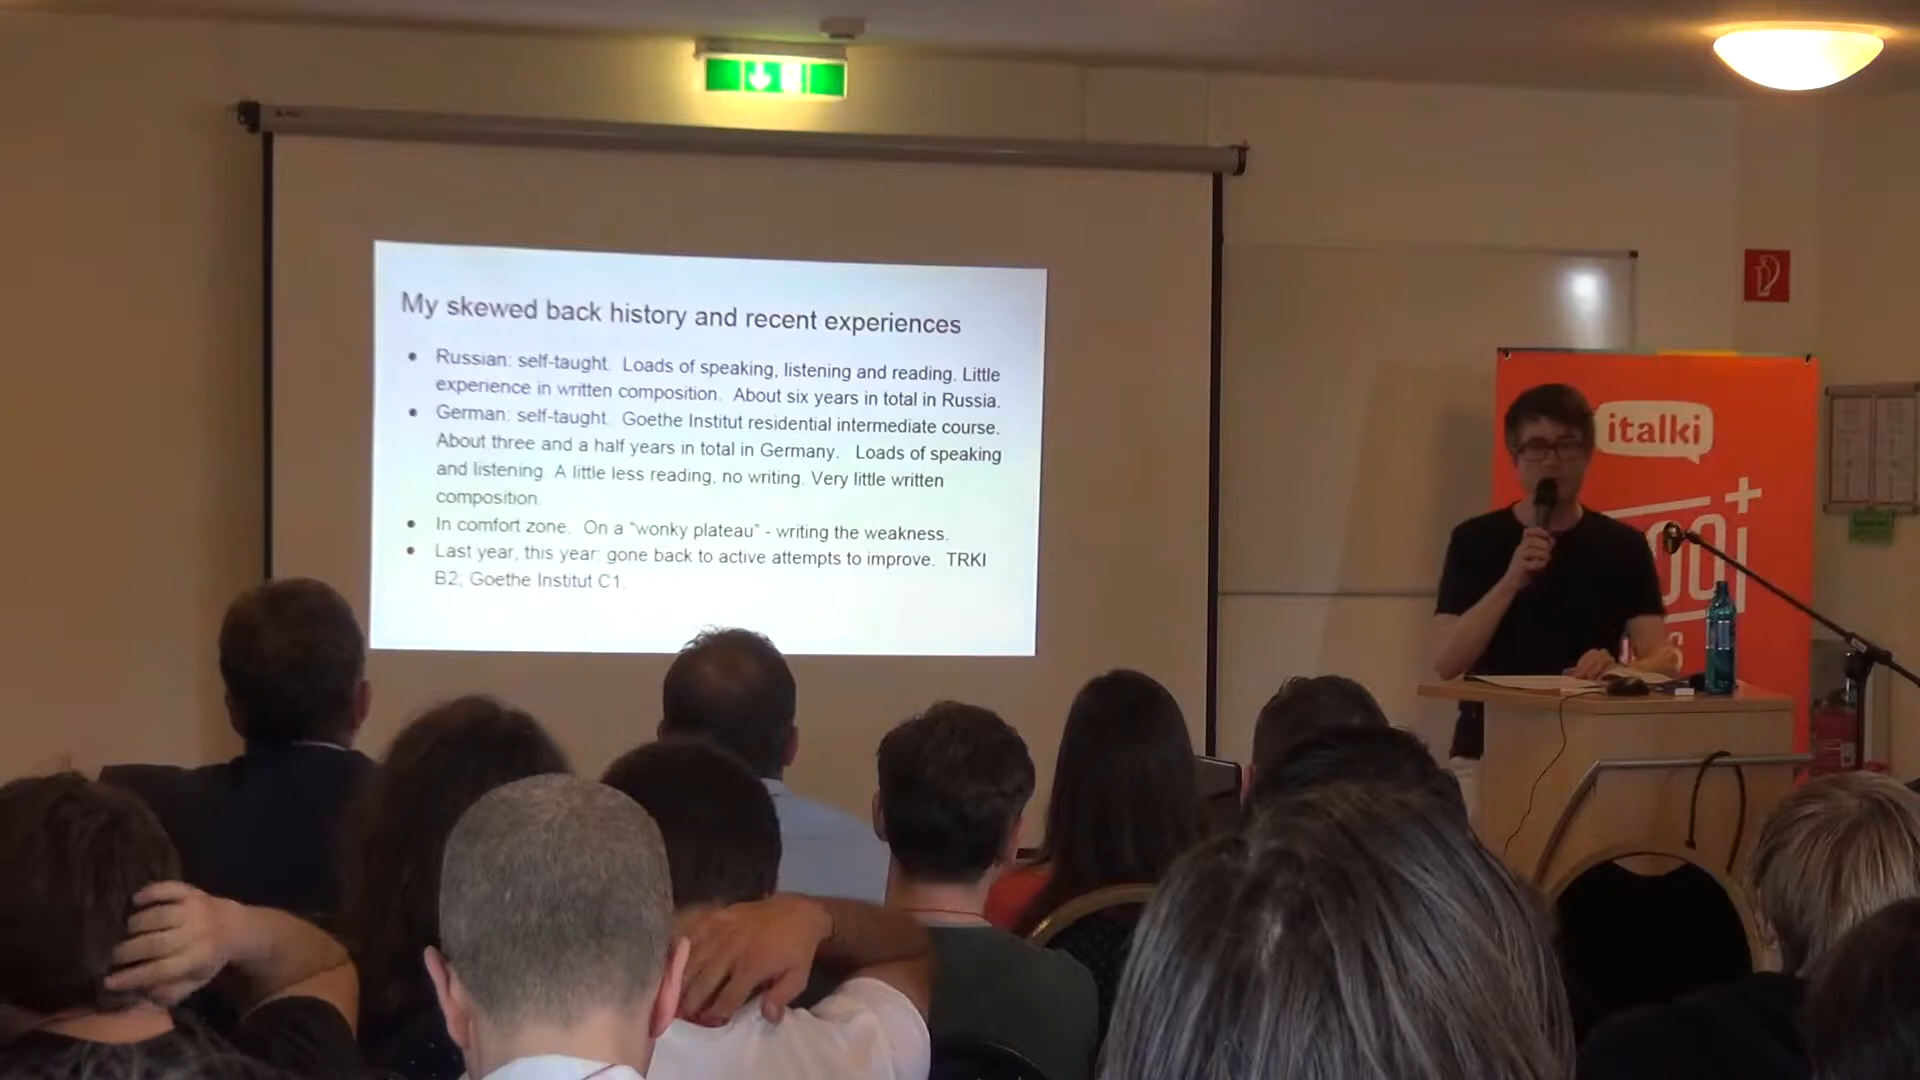 My skewed back history and recent experiences
● Russian: self-taught. Loads of speaking, listening and reading. Little
experience in written composition. About six years in total in Russia.
● German: self-taught. Goethe Institut residential intermediate course.
About three and a half years in total in Germany. Loads of speaking
and listening. A little less reading, no writing. Very little written
composition.
● In comfort zone. On a "wonky plateau" - writing the weakness.
● Last year, this year: gone back to active attempts to improve. TRKI
B2, Goethe Institut C1.
italki